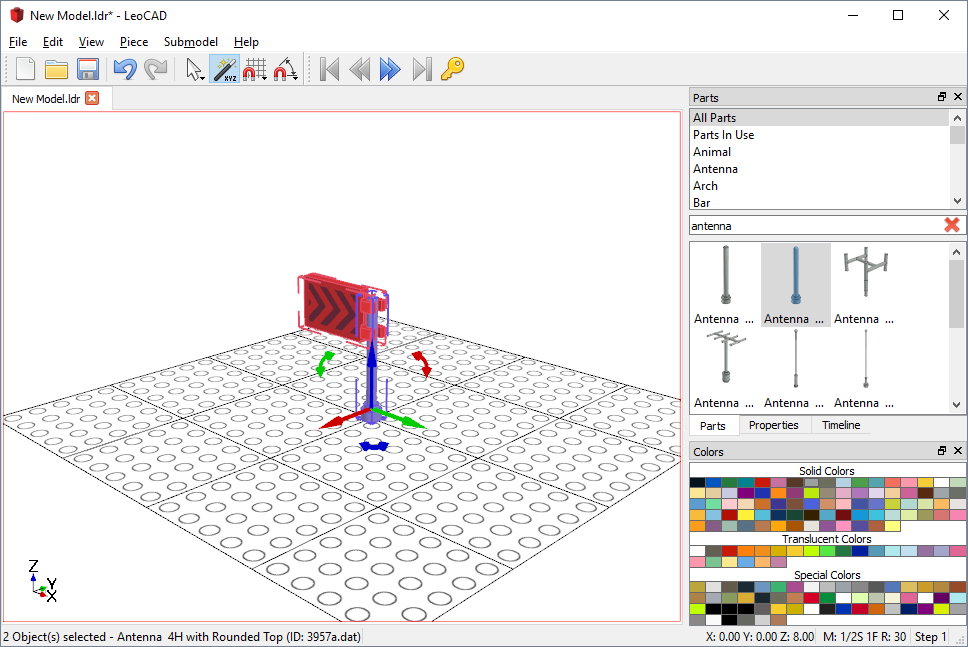 New Model.ldr* - LeoCAD
File Edit View Piece Submodel Help
XYZ
New Model.ldr
Parts
All Parts
Parts In Use
Animal
Antenna
Arch
Bar
antenna
Antenna ... Antenna ... Antenna ...
Antenna ... Antenna ... Antenna ...
Parts Properties Timeline
Colors
Solid Colors
Translucent Colors
Special Colors
Z
Y
X
2 Object(s) selected - Antenna 4H with Rounded Top (ID: 3957a.dat) X: 0.00 Y: 0.00 Z: 8.00 M: 1/2S 1F R: 30 Step 1